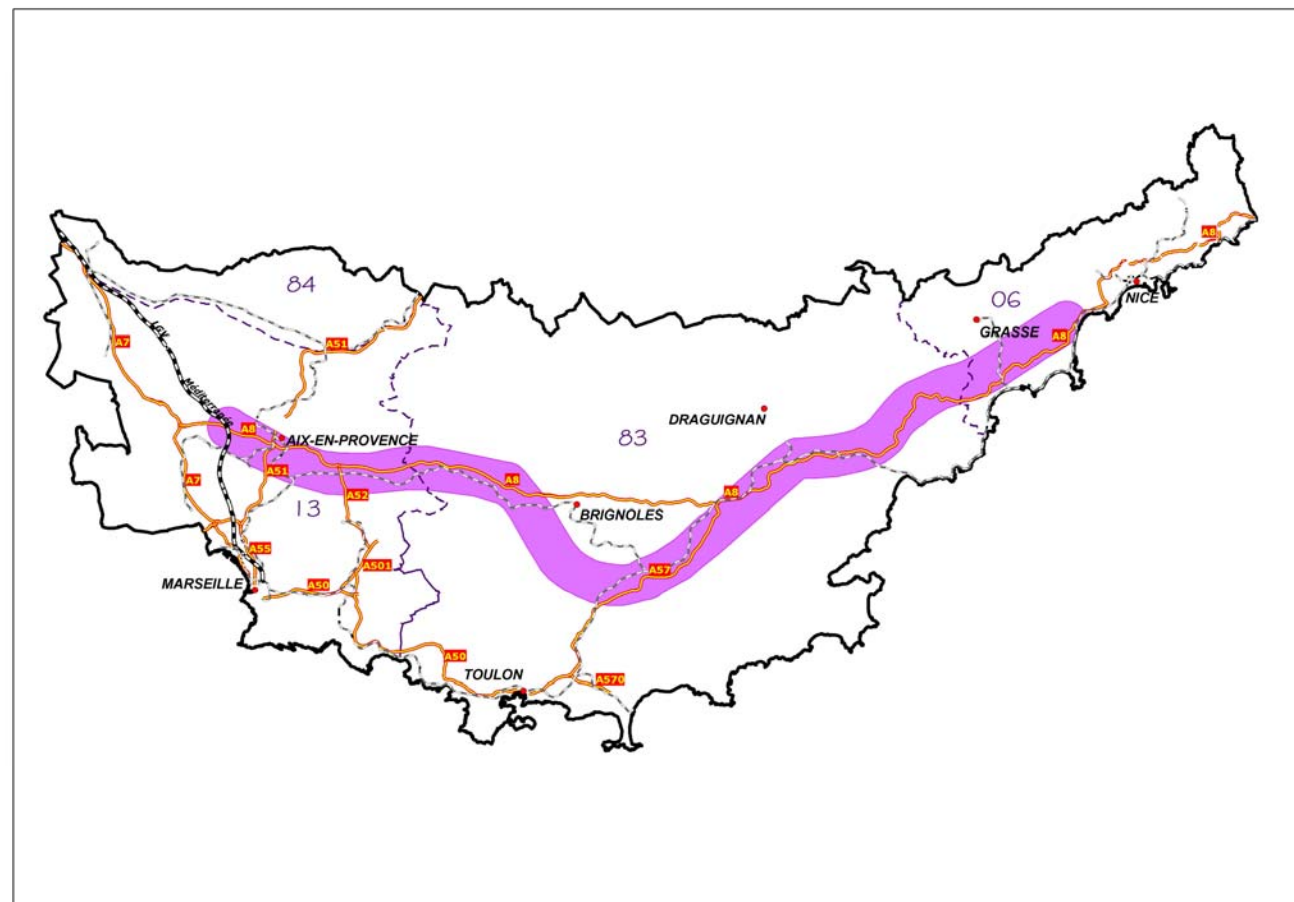 A8
84
06
NICE
GRASSE
LGV
A7
A51
A8
Méditerranée
A8
AIX-EN-PROVENCE
DRAGUIGNAN
83
A51
A7
A52
A8
A8
13
BRIGNOLES
A55
A501
A57
MARSEILLE
A50
A50
TOULON
A570